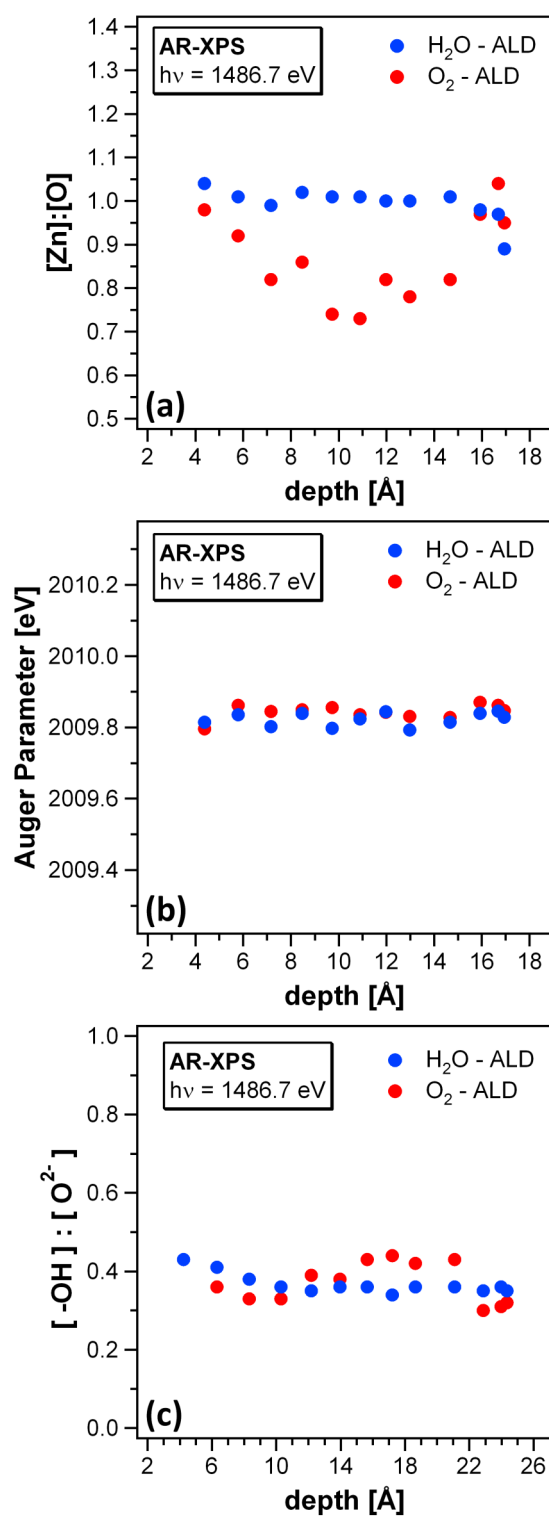 AR-XPS
hν = 1486.7 eV
H₂O - ALD
O₂ - ALD
1.4
1.3
1.2
1.1
1.0
0.9
0.8
0.7
0.6
0.5
[Zn]:[O]
(a)
2 4 6 8 10 12 14 16 18
depth [Å]
AR-XPS
hν = 1486.7 eV
H₂O - ALD
O₂ - ALD
2010.2
2010.0
2009.8
2009.6
2009.4
Auger Parameter [eV]
(b)
2 4 6 8 10 12 14 16 18
depth [Å]
AR-XPS
hν = 1486.7 eV
H₂O - ALD
O₂ - ALD
1.0
0.8
0.6
0.4
0.2
0.0
[ -OH ] : [ O²⁻ ]
(c)
2 6 10 14 18 22 26
depth [Å]